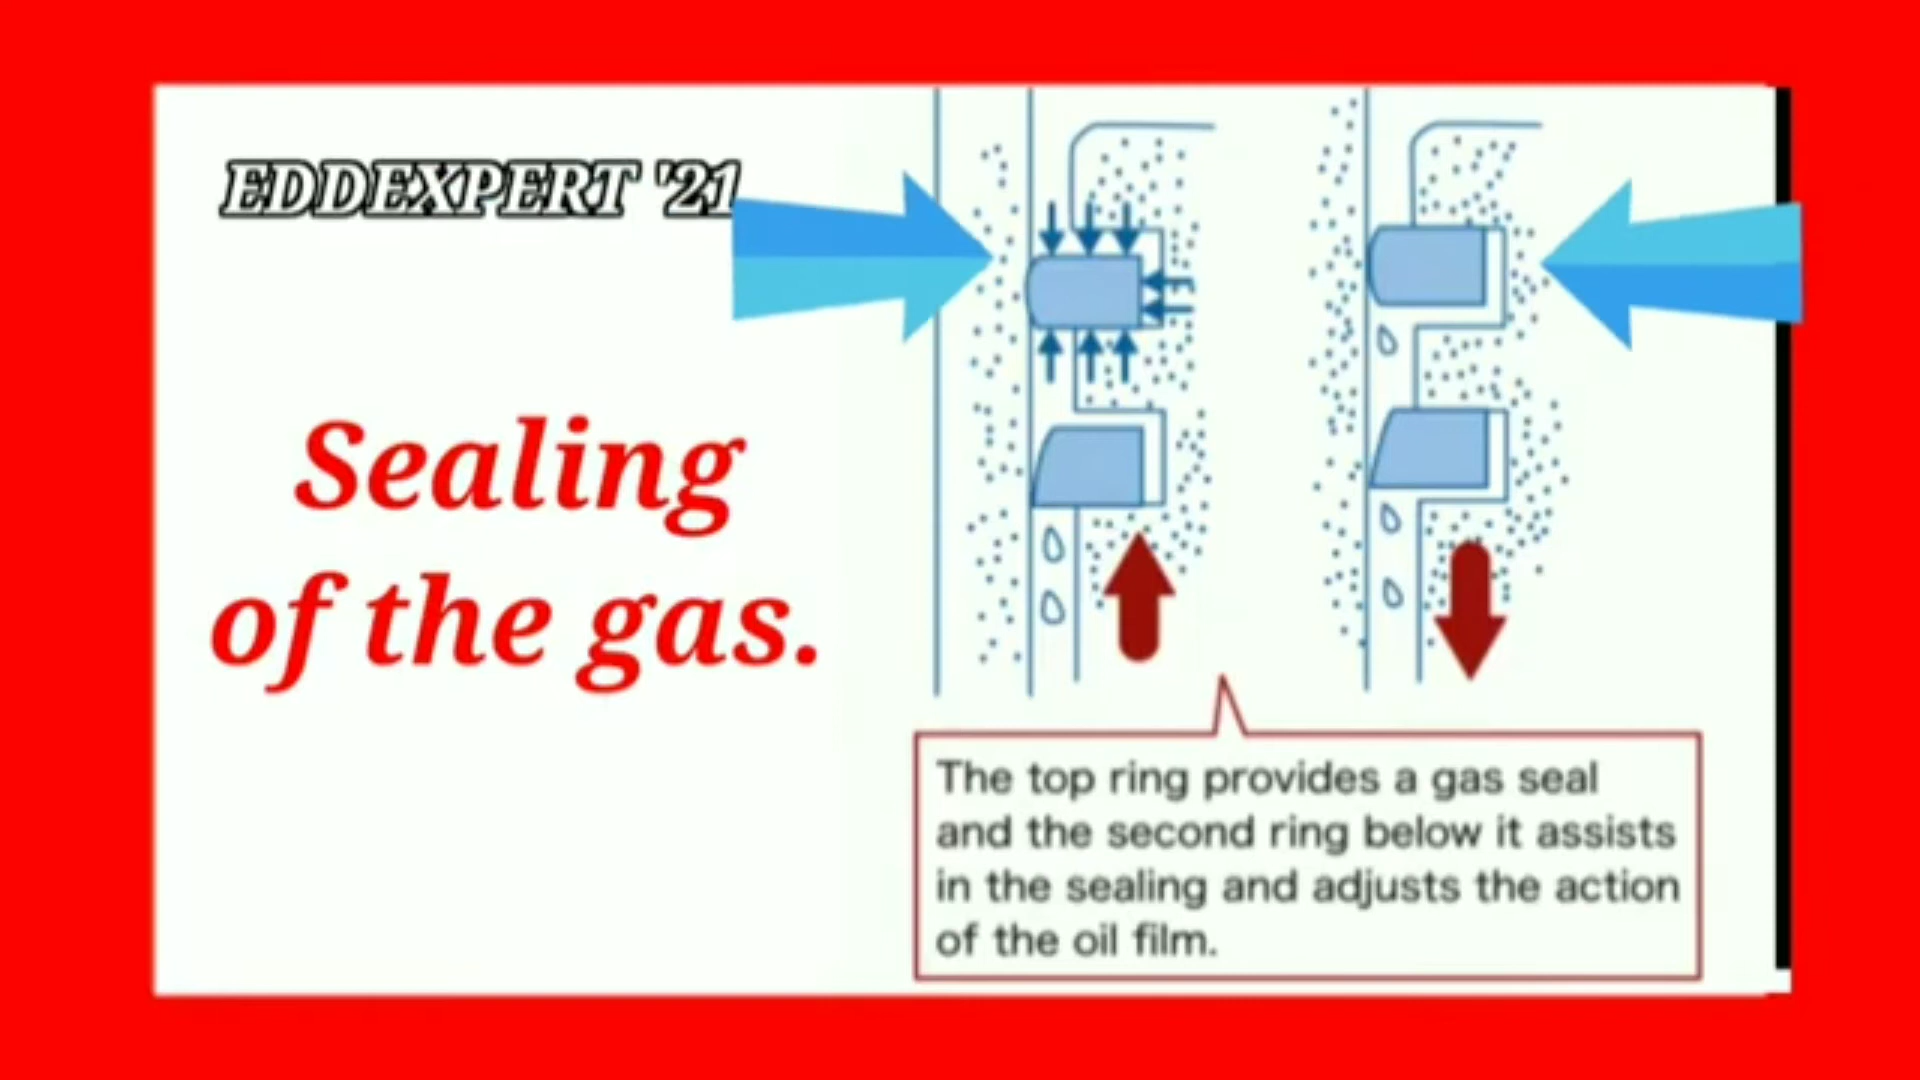 EDDEXPERT '21
Sealing
of the gas.
The top ring provides a gas seal
and the second ring below it assists
in the sealing and adjusts the action
of the oil film.